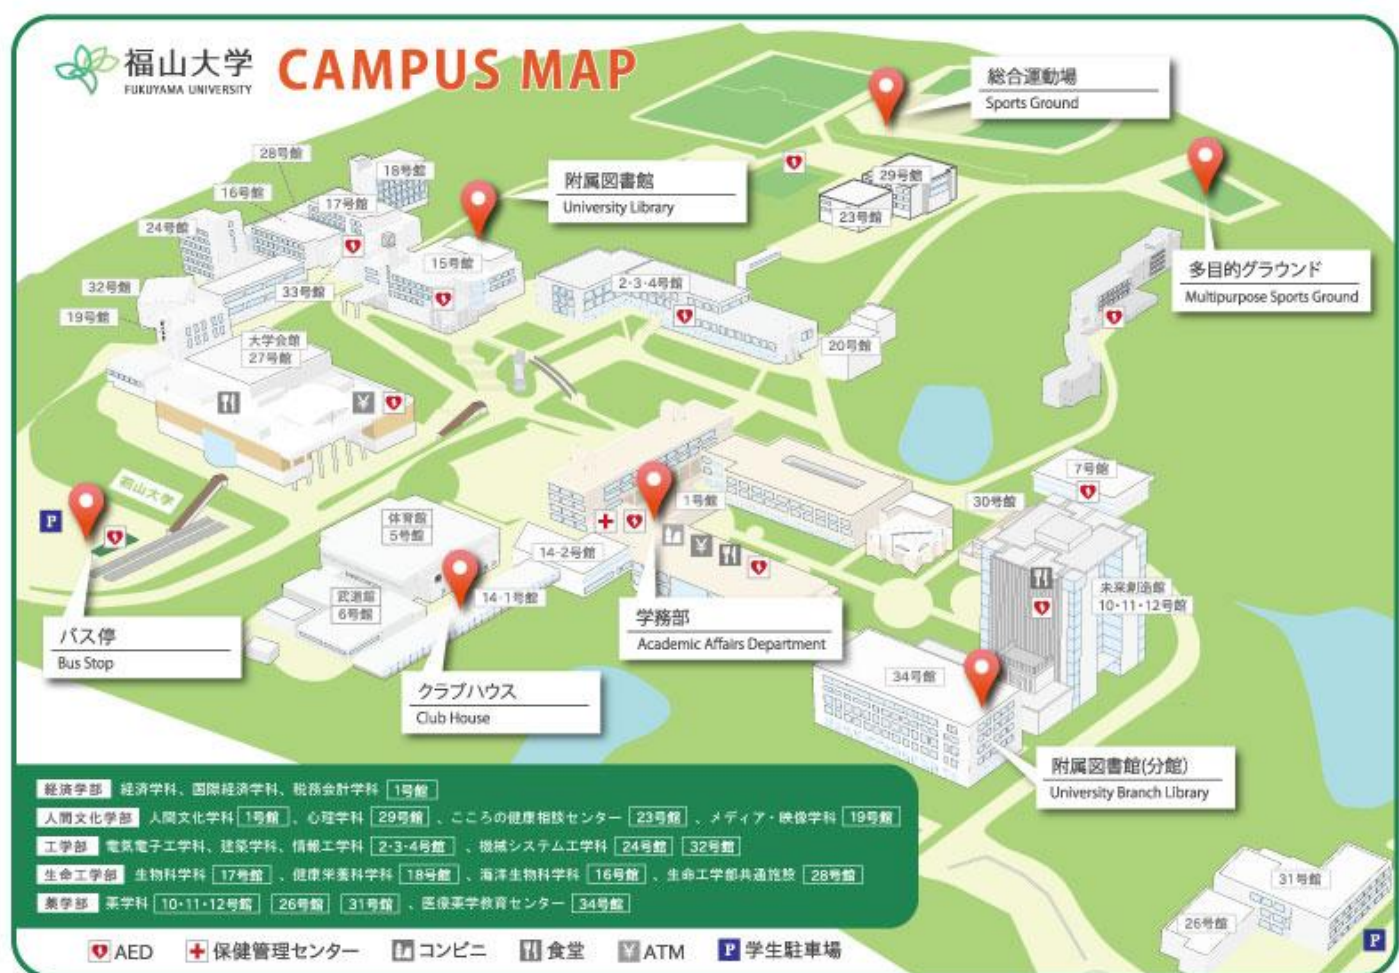 福山大学
FUKUYAMA UNIVERSITY
CAMPUS MAP
総合運動場
Sports Ground
附属図書館
University Library
多目的グラウンド
Multipurpose Sports Ground
28号館
18号館
16号館
17号館
24号館
15号館
32号館
33号館
19号館
大学会館
27号館
2・3・4号館
29号館
23号館
20号館
¥
福山大学
P
体育館
5号館
武道館
6号館
14-2号館
14-1号館
1号館
¥
7号館
30号館
未来創造館
10・11・12号館
34号館
バス停
Bus Stop
クラブハウス
Club House
学務部
Academic Affairs Department
附属図書館(分館)
University Branch Library
31号館
26号館
P
経済学部 経済学科、国際経済学科、税務会計学科 1号館
人間文化学部 人間文化学科 1号館 、心理学科 29号館 、こころの健康相談センター 23号館 、メディア・映像学科 19号館
工学部 電気電子工学科、建築学科、情報工学科 2・3・4号館 、機械システム工学科 24号館 32号館
生命工学部 生物科学科 17号館 、健康栄養科学科 18号館 、海洋生物科学科 16号館 、生命工学部共通施設 28号館
薬学部 薬学科 10・11・12号館 26号館 31号館 、医療薬学教育センター 34号館
AED 保健管理センター コンビニ 食堂 ¥ ATM P 学生駐車場